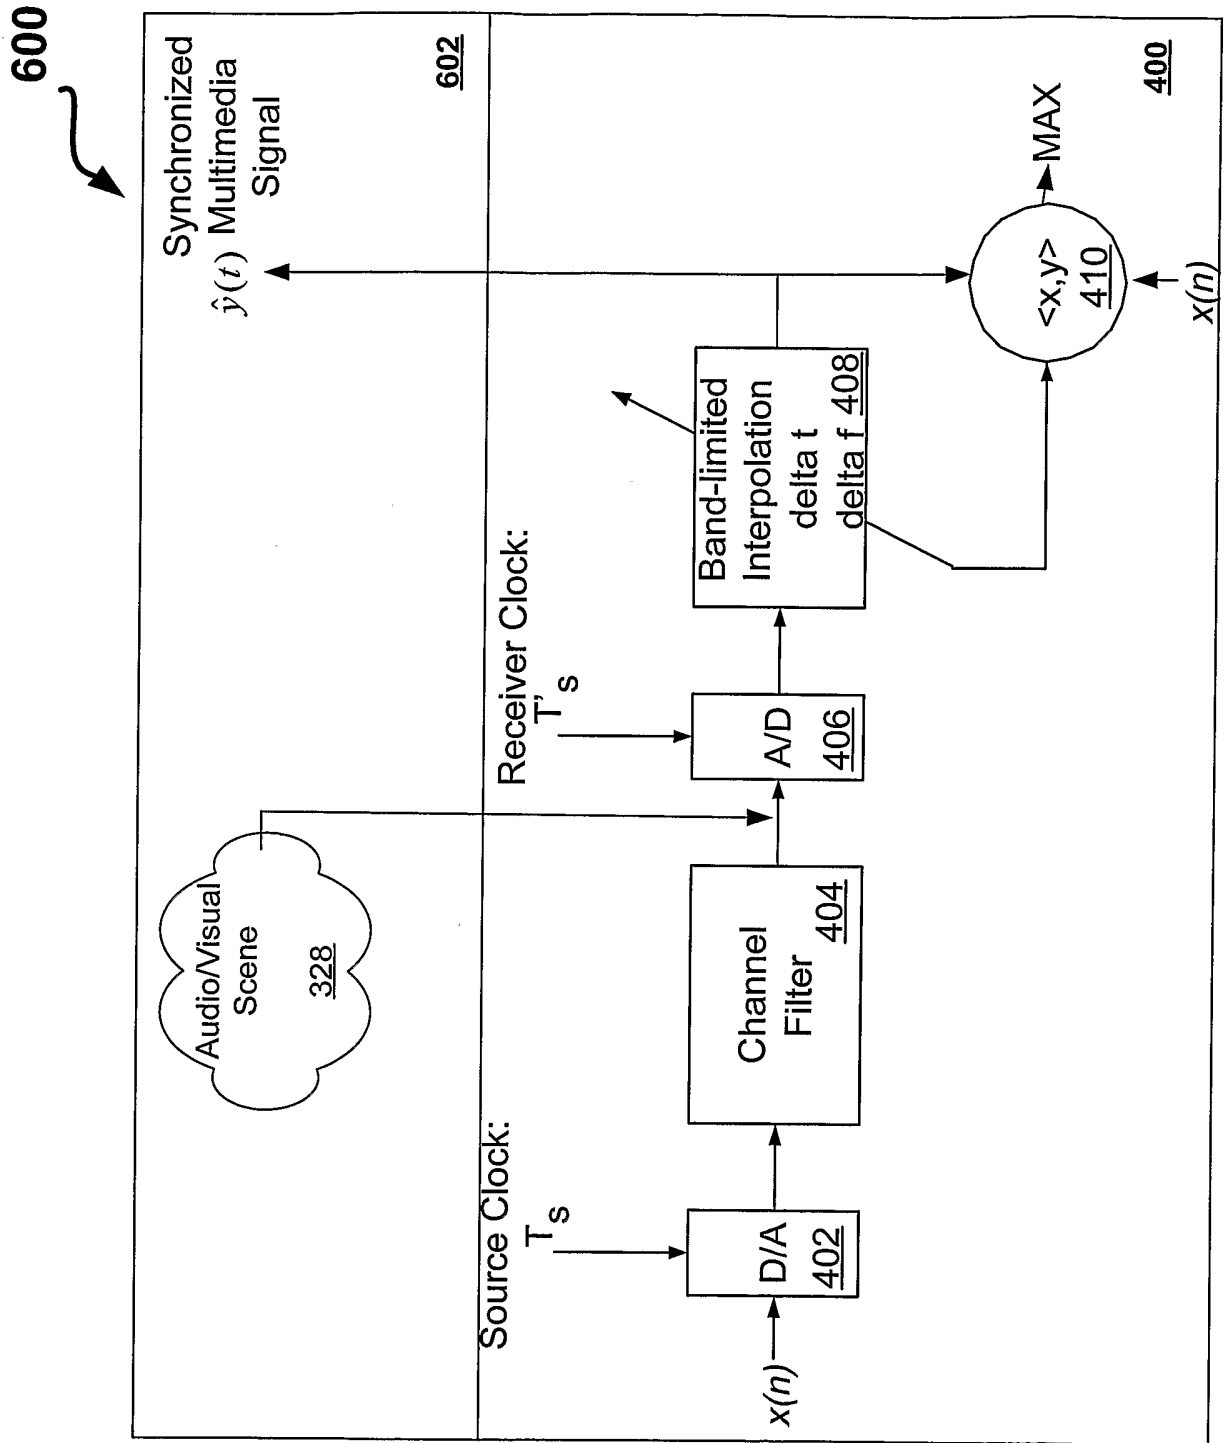 600
Synchronized
ŷ(t) Multimedia
Signal
602
Audio/Visual
Scene
328
Source Clock:
T s
Receiver Clock:
T' s
x(n)
D/A
402
Channel
Filter
404
A/D
406
Band-limited
Interpolation
delta t
delta f 408
<x,y>
410
MAX
x(n)
400